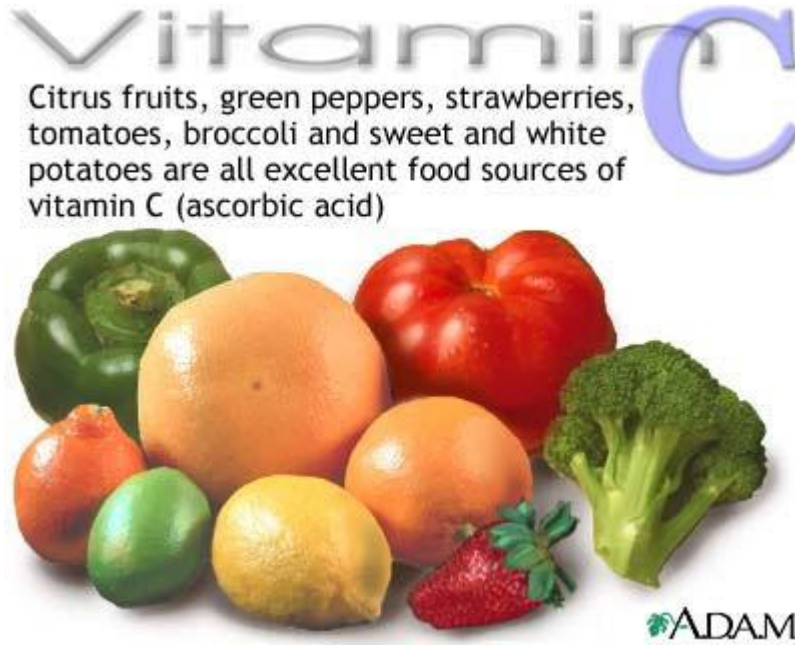 Vitamin C
Citrus fruits, green peppers, strawberries,
tomatoes, broccoli and sweet and white
potatoes are all excellent food sources of
vitamin C (ascorbic acid)
A.D.A.M